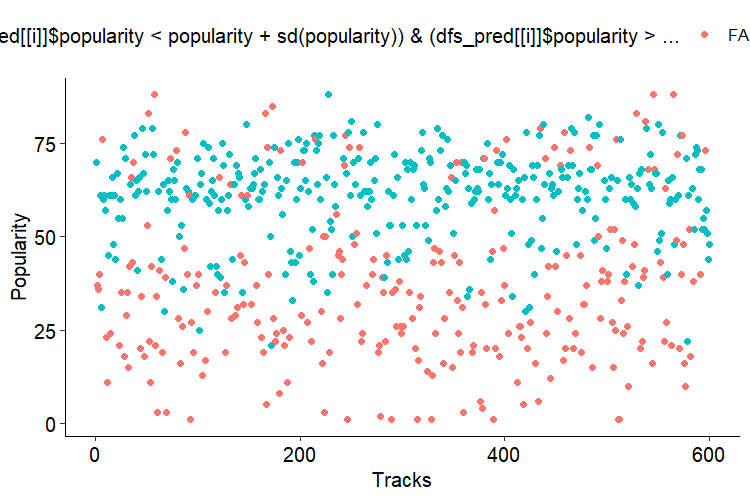 ed[[i]]$popularity < popularity + sd(popularity)) & (dfs_pred[[i]]$popularity > ... FA
75
50
25
0
Popularity
0 200 400 600
Tracks